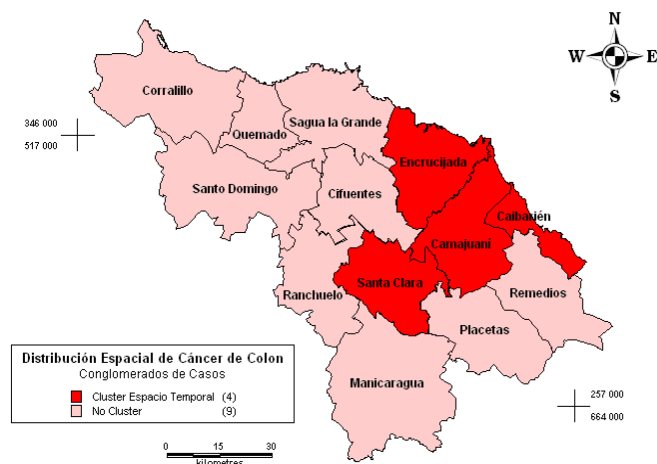 N
W E
S
Corralillo
Quemado
Sagua la Grande
346 000
517 000
Encrucijada
Santo Domingo
Cifuentes
Caibarién
Camajuaní
Santa Clara
Ranchuelo
Remedios
Placetas
Manicaragua
Distribución Espacial de Cáncer de Colon
Conglomerados de Casos
Cluster Espacio Temporal (4)
No Cluster (9)
257 000
664 000
0 15 30
kilometres